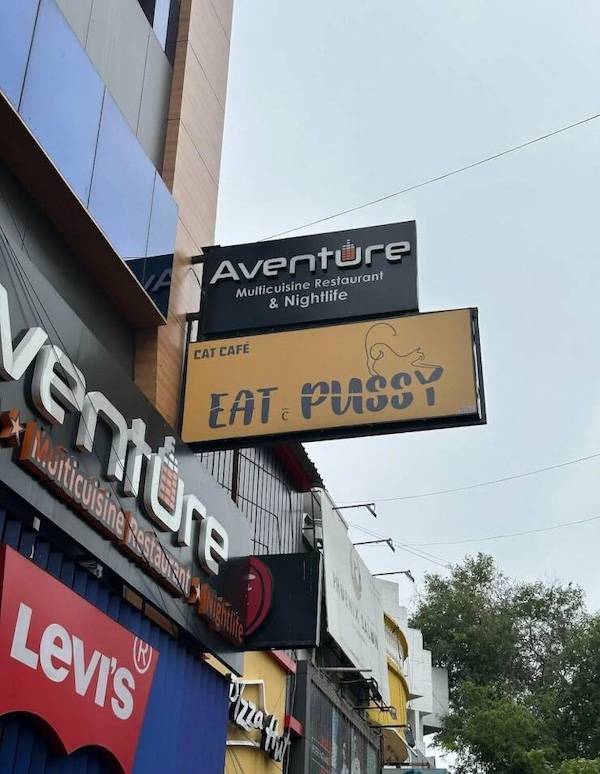 Aventure
Multicuisine Restaurant
& Nightlife
CAT CAFÉ
EAT c̄ PUSSY
Aventure
Multicuisine Restaurant & Nightlife
LEVI'S®
Pizza Hut